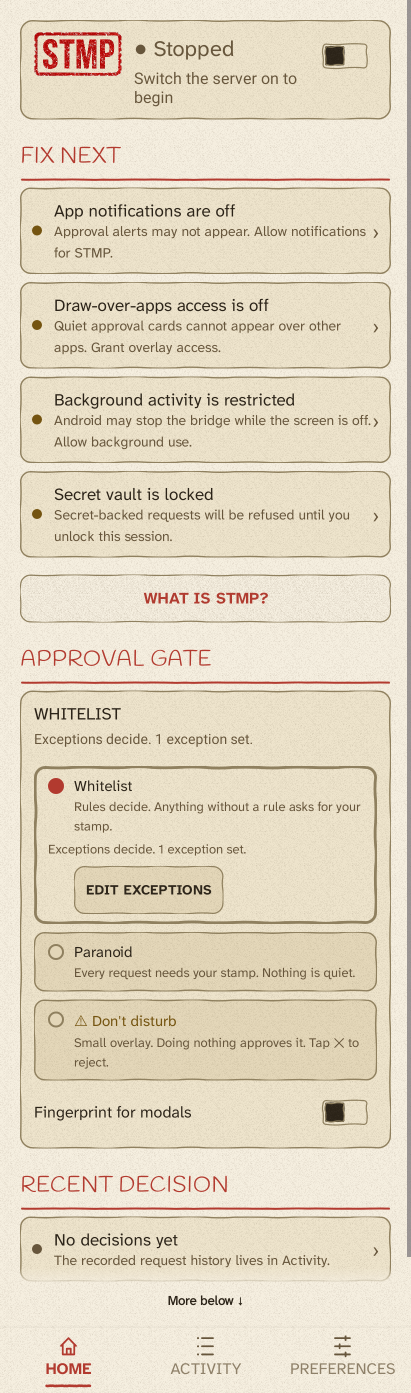 STMP
● Stopped
Switch the server on to
begin
FIX NEXT
App notifications are off
Approval alerts may not appear. Allow notifications
for STMP.
Draw-over-apps access is off
Quiet approval cards cannot appear over other
apps. Grant overlay access.
Background activity is restricted
Android may stop the bridge while the screen is off.
Allow background use.
Secret vault is locked
Secret-backed requests will be refused until you
unlock this session.
WHAT IS STMP?
APPROVAL GATE
WHITELIST
Exceptions decide. 1 exception set.
Whitelist
Rules decide. Anything without a rule asks for your
stamp.
Exceptions decide. 1 exception set.
EDIT EXCEPTIONS
Paranoid
Every request needs your stamp. Nothing is quiet.
⚠ Don't disturb
Small overlay. Doing nothing approves it. Tap ✕ to
reject.
Fingerprint for modals
RECENT DECISION
No decisions yet
The recorded request history lives in Activity.
More below ↓
HOME
ACTIVITY
PREFERENCES